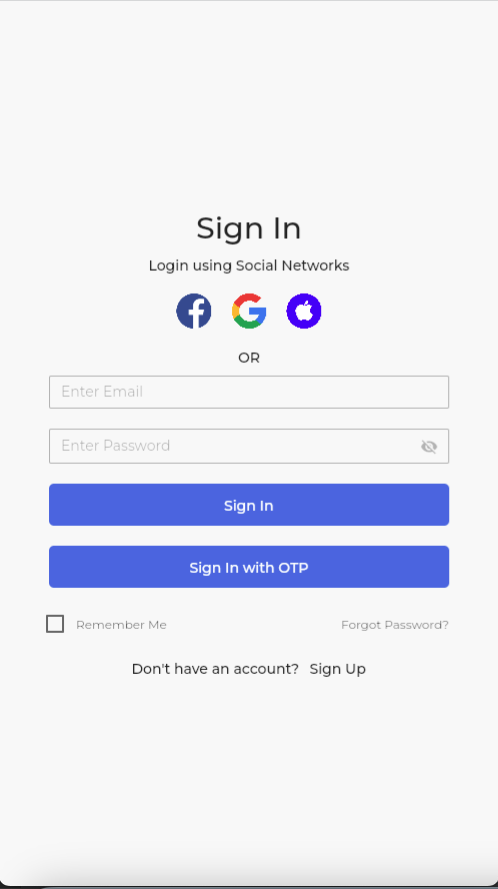 Sign In
Login using Social Networks
OR
Enter Email
Enter Password
Sign In
Sign In with OTP
Remember Me Forgot Password?
Don't have an account? Sign Up